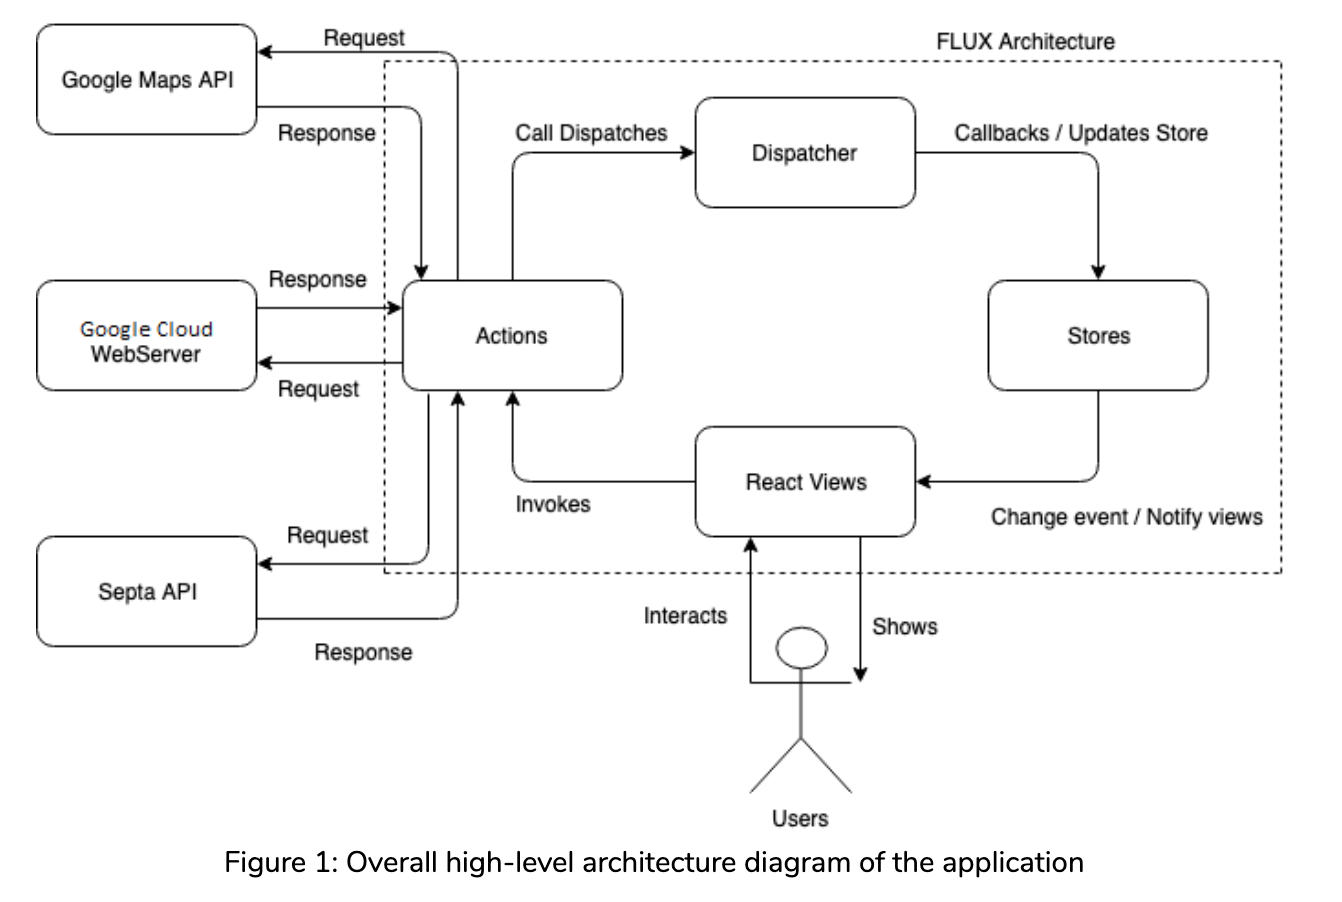 Request
FLUX Architecture
Google Maps API
Response
Call Dispatches
Dispatcher
Callbacks / Updates Store
Response
Google Cloud
WebServer
Actions
Stores
Request
React Views
Invokes
Change event / Notify views
Request
Septa API
Response
Interacts
Shows
Users
Figure 1: Overall high-level architecture diagram of the application